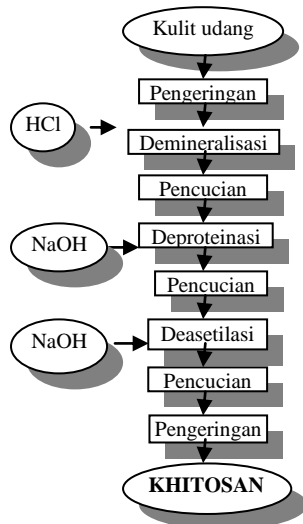 Kulit udang
Pengeringan
HCl
Demineralisasi
Pencucian
NaOH
Deproteinasi
Pencucian
NaOH
Deasetilasi
Pencucian
Pengeringan
KHITOSAN